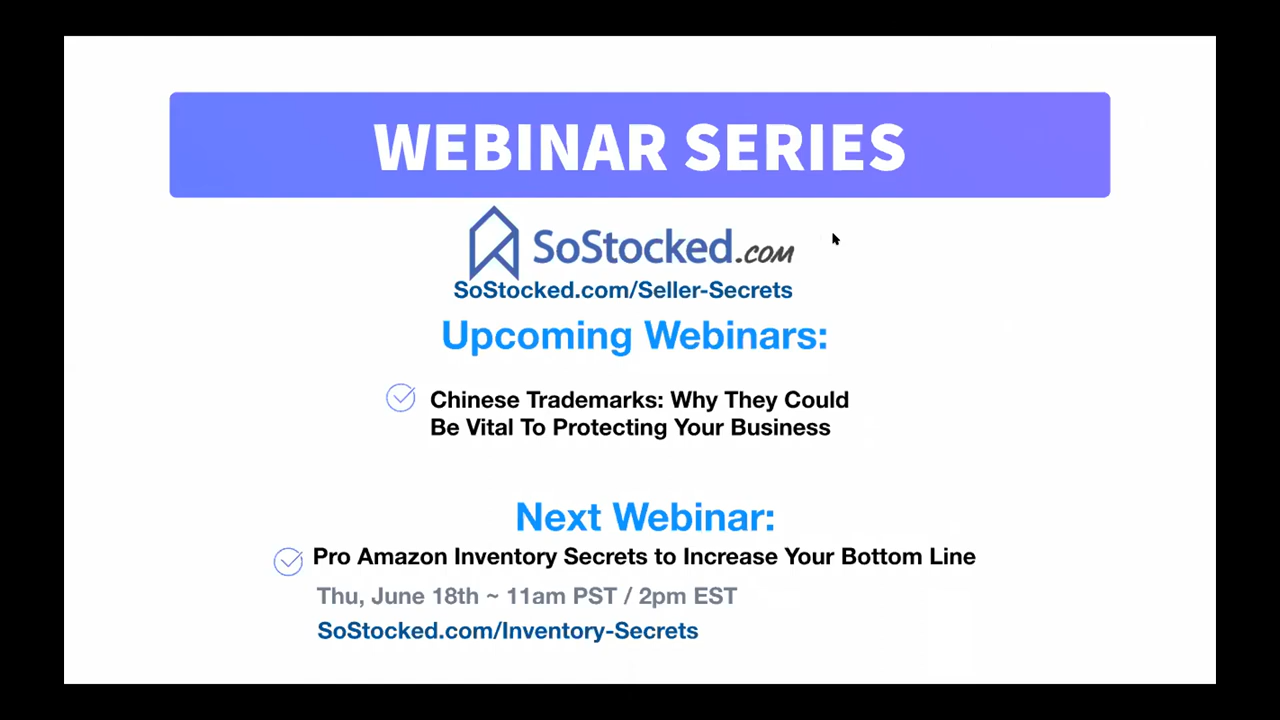 WEBINAR SERIES
SoStocked.com
SoStocked.com/Seller-Secrets
Upcoming Webinars:
Chinese Trademarks: Why They Could
Be Vital To Protecting Your Business
Next Webinar:
Pro Amazon Inventory Secrets to Increase Your Bottom Line
Thu, June 18th ~ 11am PST / 2pm EST
SoStocked.com/Inventory-Secrets